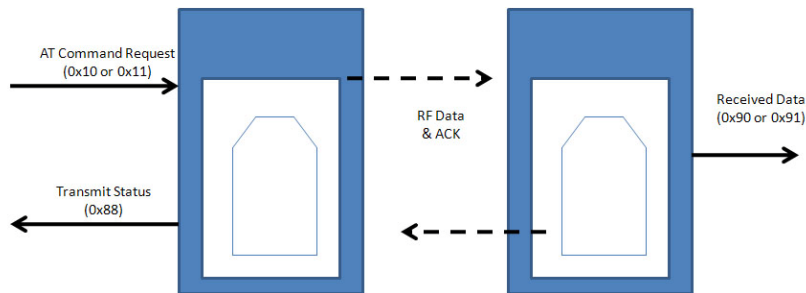 AT Command Request
(0x10 or 0x11)
RF Data
& ACK
Received Data
(0x90 or 0x91)
Transmit Status
(0x88)